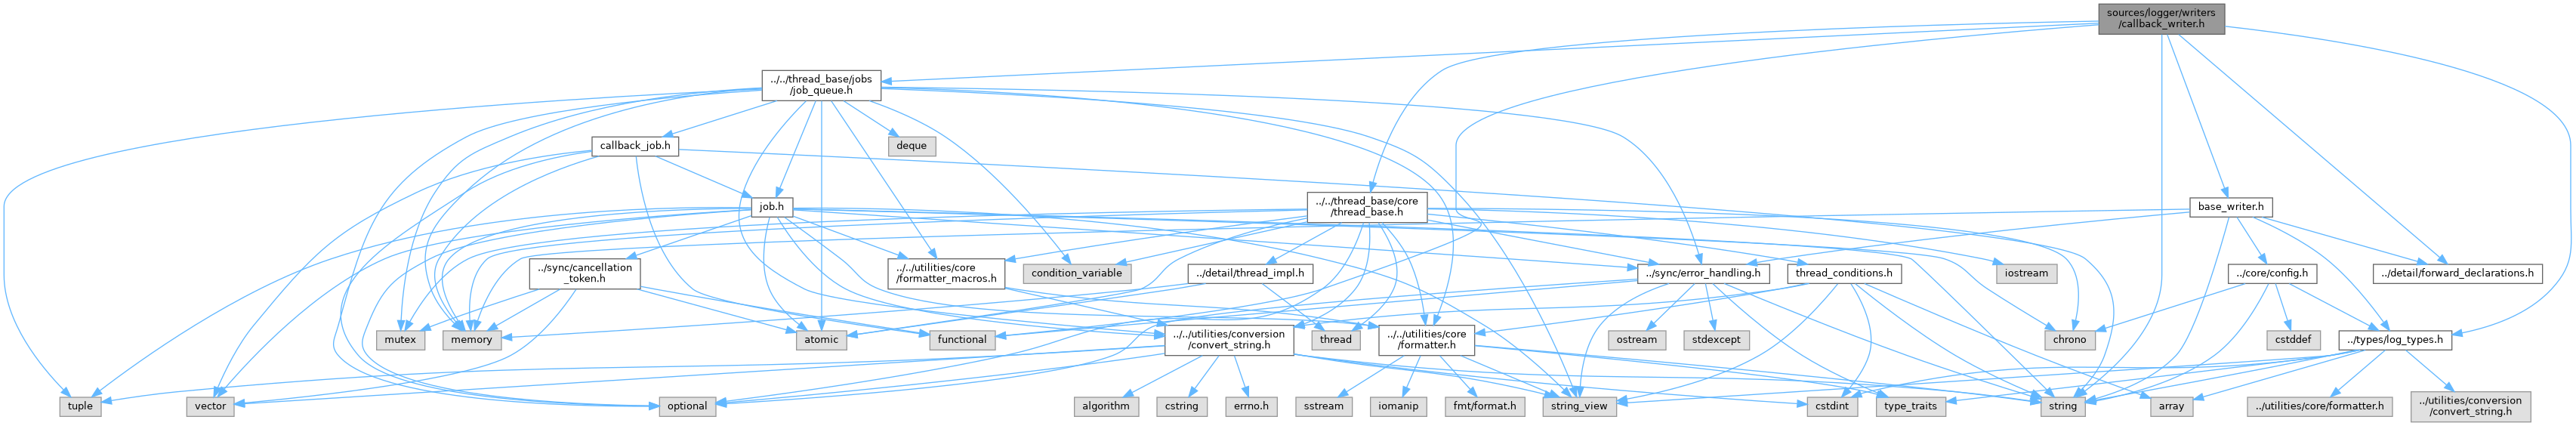 sources/logger/writers
/callback_writer.h
../../thread_base/jobs
/job_queue.h
callback_job.h
deque
job.h
../../thread_base/core
/thread_base.h
base_writer.h
../sync/cancellation
_token.h
../../utilities/core
/formatter_macros.h
condition_variable
../detail/thread_impl.h
../sync/error_handling.h
thread_conditions.h
iostream
../core/config.h
../detail/forward_declarations.h
mutex
memory
atomic
functional
../../utilities/conversion
/convert_string.h
thread
../../utilities/core
/formatter.h
ostream
stdexcept
chrono
cstddef
../types/log_types.h
tuple
vector
optional
algorithm
cstring
errno.h
sstream
iomanip
fmt/format.h
string_view
cstdint
type_traits
string
array
../utilities/core/formatter.h
../utilities/conversion
/convert_string.h